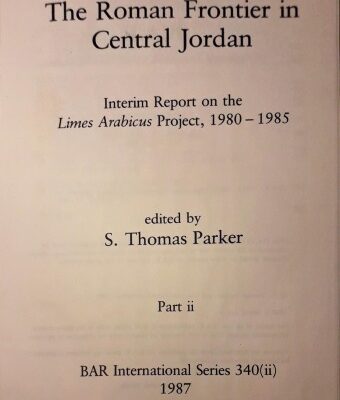 The Roman Frontier in
Central Jordan
Interim Report on the
Limes Arabicus Project, 1980–1985
edited by
S. Thomas Parker
Part ii
BAR International Series 340(ii)
1987